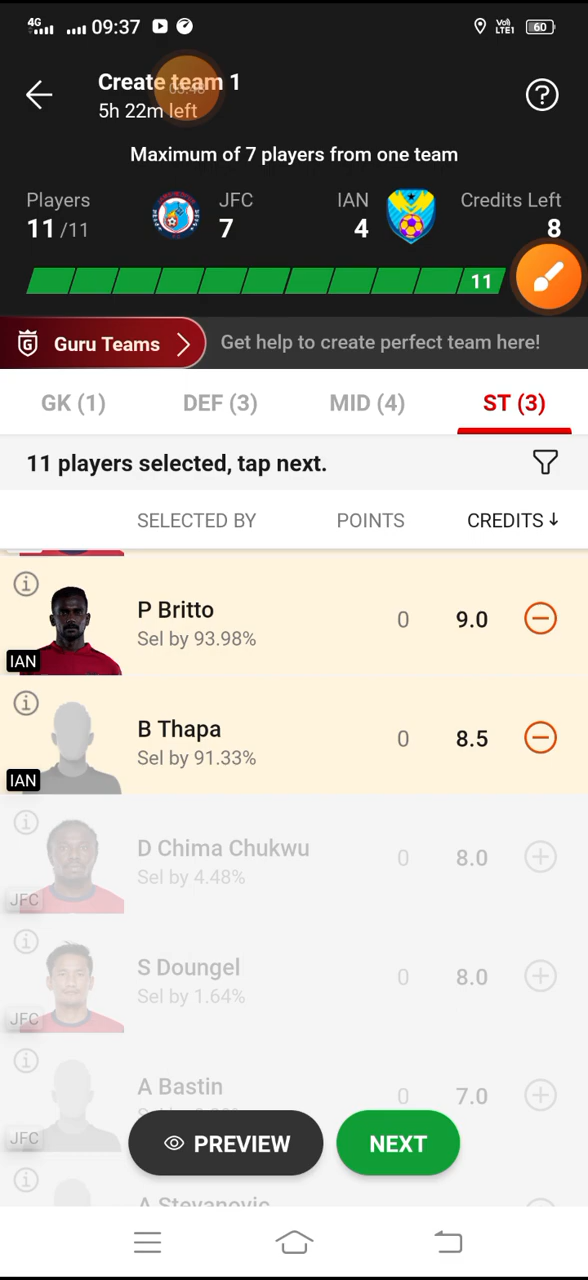 4G 09:37 VoLTE1 60
Create team 1
5h 22m left
Maximum of 7 players from one team
Players JFC IAN Credits Left
11/11 7 4 8
11
G Guru Teams Get help to create perfect team here!
GK (1) DEF (3) MID (4) ST (3)
11 players selected, tap next.
SELECTED BY POINTS CREDITS↓
P Britto 0 9.0
Sel by 93.98%
IAN
B Thapa 0 8.5
Sel by 91.33%
IAN
D Chima Chukwu 0 8.0
Sel by 4.48%
JFC
S Doungel 0 8.0
Sel by 1.64%
JFC
A Bastin 0 7.0
JFC
PREVIEW NEXT
A Stevanovic